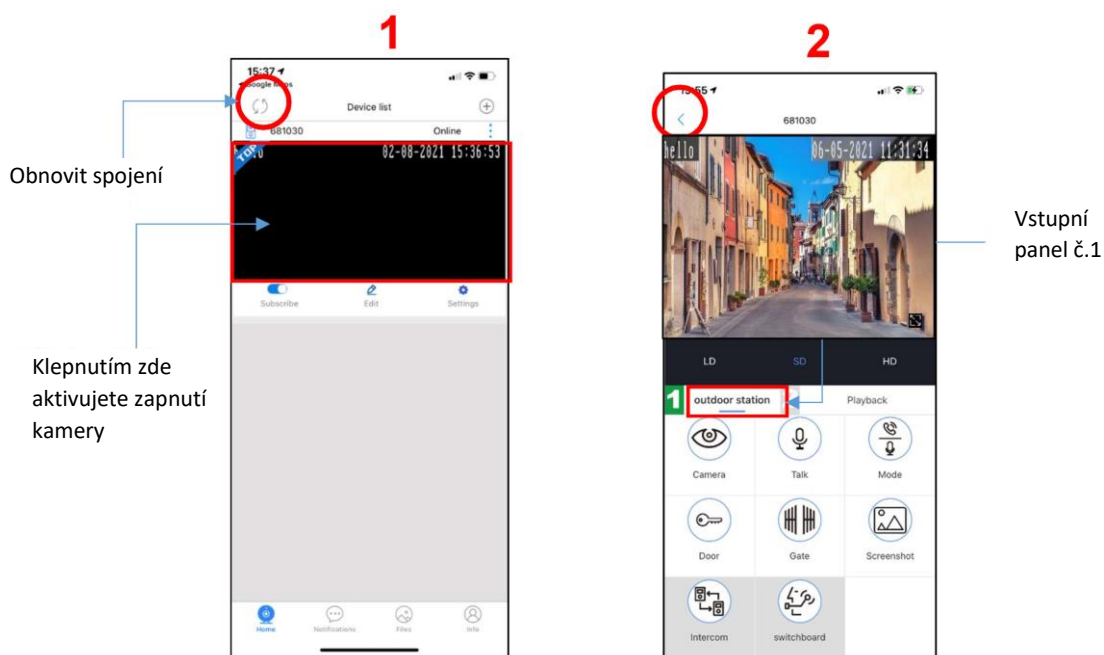 1
2
15:37
Google Maps
Device list
681030
Online
TOP
02-08-2021 15:36:53
Obnovit spojení
Klepnutím zde
aktivujete zapnutí
kamery
Subscribe
Edit
Settings
Home
Notifications
Files
Info
681030
hello
06-05-2021 11:31:34
Vstupní
panel č.1
LD
SD
HD
1
outdoor station
Playback
Camera
Talk
Mode
Door
Gate
Screenshot
Intercom
switchboard